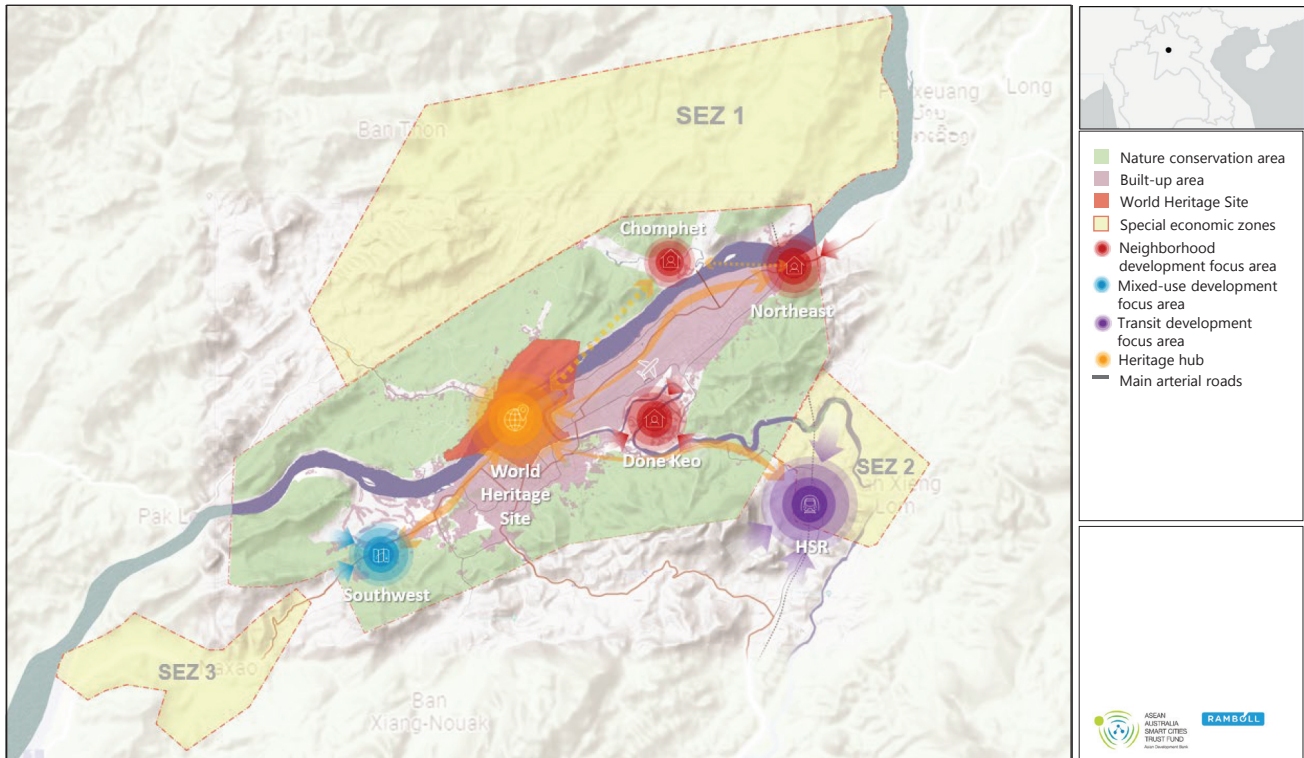 SEZ 1
Long
Ban Thon
Chomphet
Northeast
World
Heritage
Site
Done Keo
SEZ 2
HSR
Southwest
SEZ 3
Ban
Xiang-Nouak
Nature conservation area
Built-up area
World Heritage Site
Special economic zones
Neighborhood
development focus area
Mixed-use development
focus area
Transit development
focus area
Heritage hub
Main arterial roads
ASEAN
AUSTRALIA
SMART CITIES
TRUST FUND
Asian Development Bank
RAMBOLL